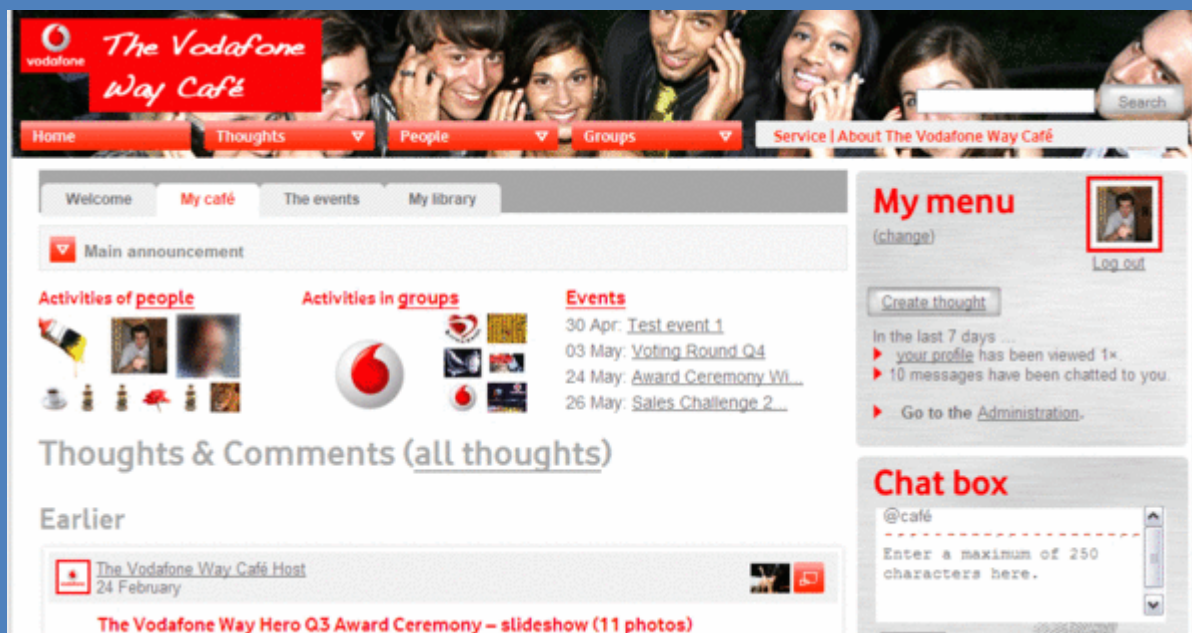 vodafone
The Vodafone
Way Café
Search
Home
Thoughts
People
Groups
Service | About The Vodafone Way Café
Welcome
My café
The events
My library
Main announcement
Activities of people
Activities in groups
Events
30 Apr: Test event 1
03 May: Voting Round Q4
24 May: Award Ceremony Wi...
26 May: Sales Challenge 2...
Thoughts & Comments (all thoughts)
Earlier
The Vodafone Way Café Host
24 February
The Vodafone Way Hero Q3 Award Ceremony – slideshow (11 photos)
My menu
(change)
Log out
Create thought
In the last 7 days ...
your profile has been viewed 1×.
10 messages have been chatted to you.
Go to the Administration.
Chat box
@café
Enter a maximum of 250
characters here.